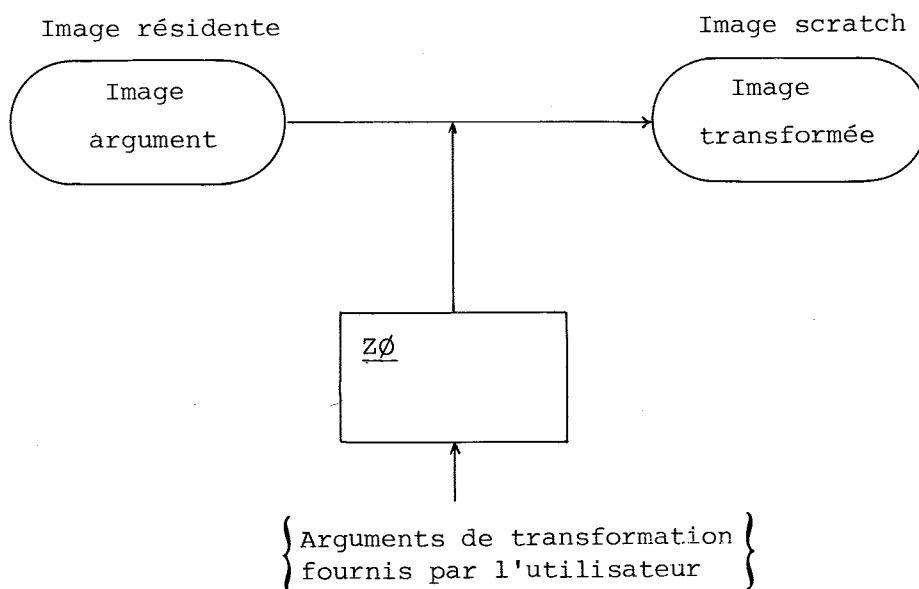 Image résidente
Image scratch
Image
argument
Image
transformée
ZØ
{Arguments de transformation
fournis par l'utilisateur}